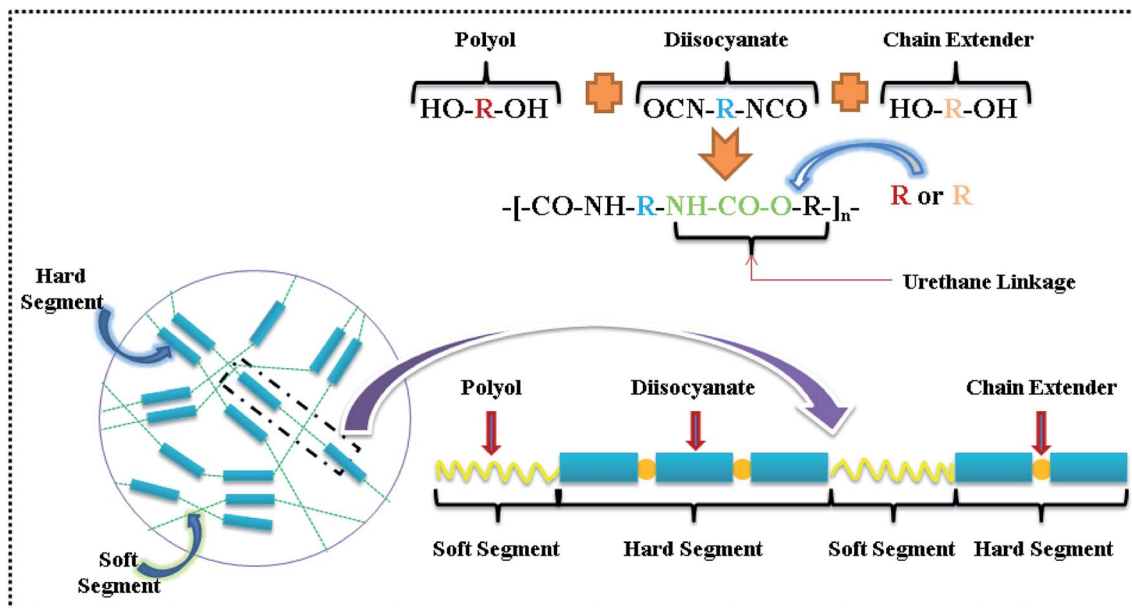 Polyol Diisocyanate Chain Extender
HO-R-OH OCN-R-NCO HO-R-OH
-[-CO-NH-R-NH-CO-O-R-]n-
R or R
Urethane Linkage
Hard
Segment
Polyol Diisocyanate Chain Extender
Soft Segment Hard Segment Soft Segment Hard Segment
Soft
Segment